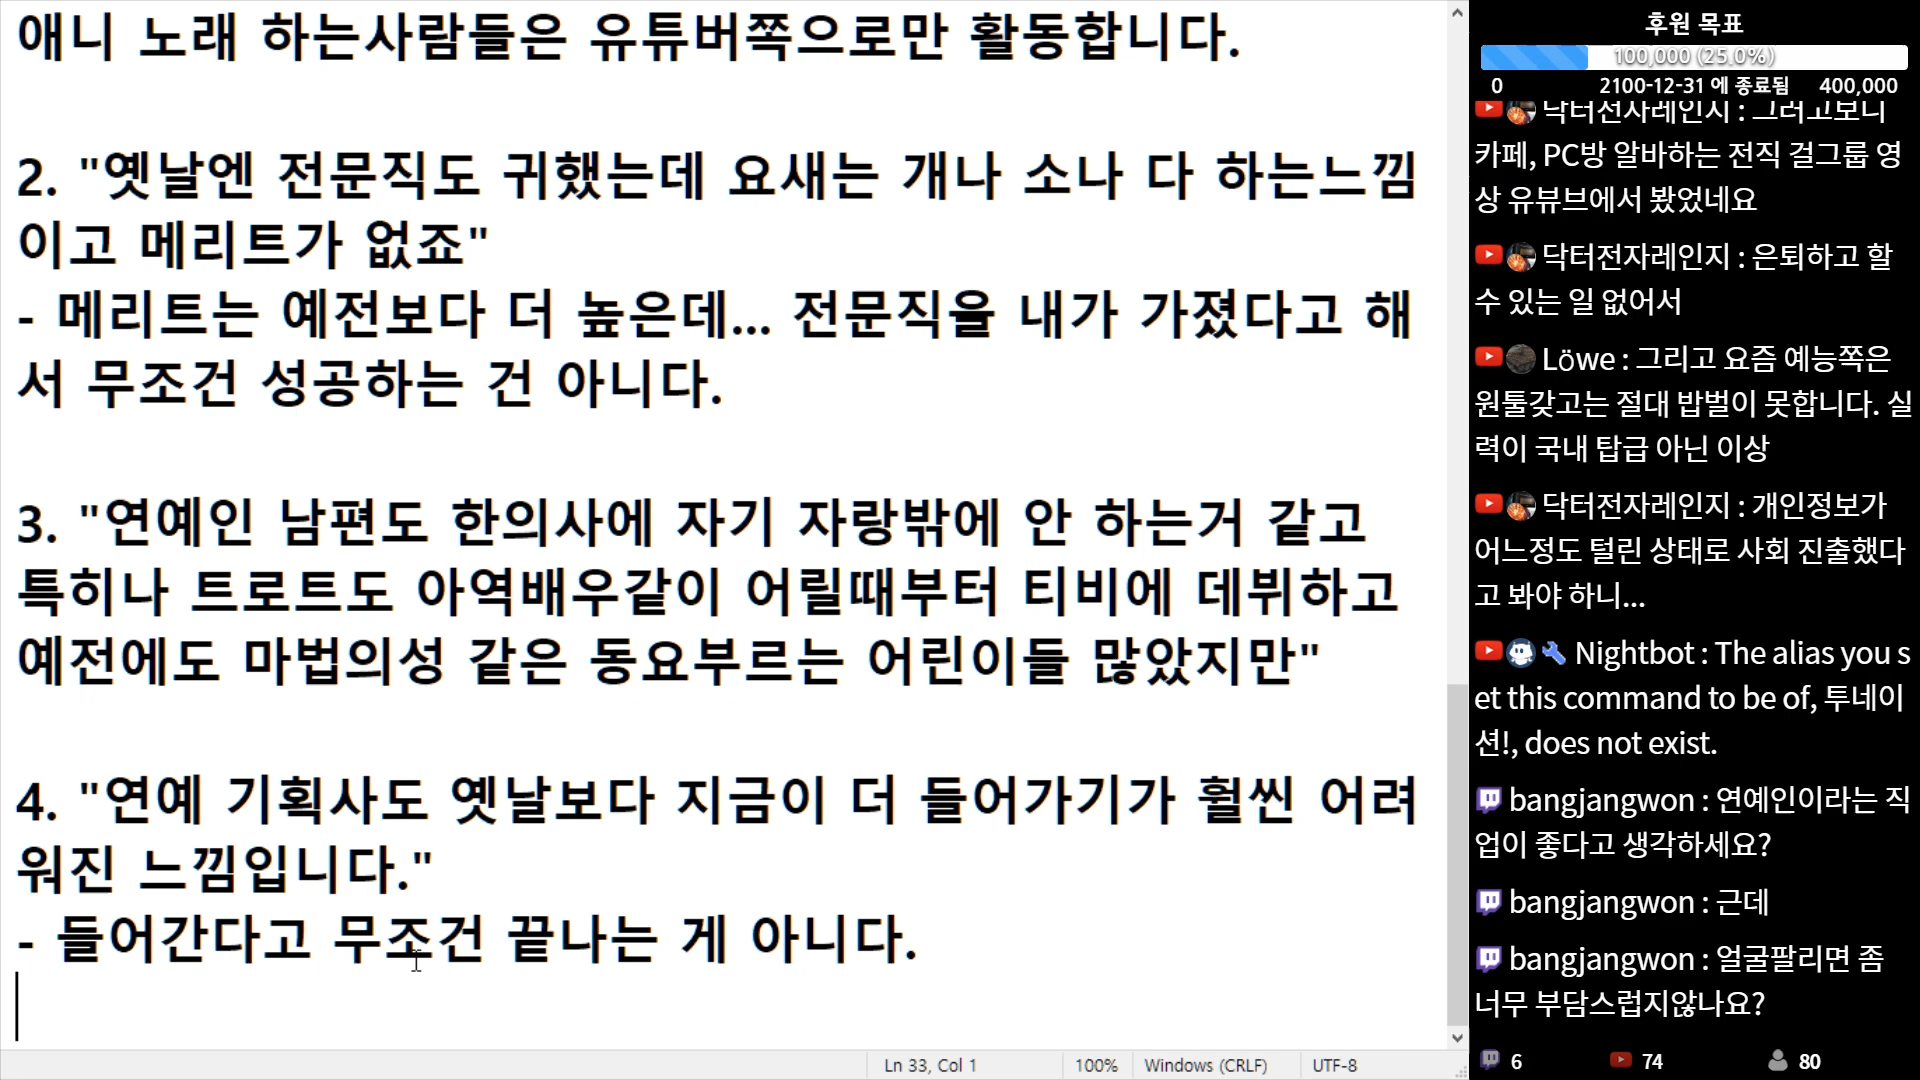 애니 노래 하는사람들은 유튜버쪽으로만 활동합니다.
2. "옛날엔 전문직도 귀했는데 요새는 개나 소나 다 하는느낌
이고 메리트가 없죠"
- 메리트는 예전보다 더 높은데... 전문직을 내가 가졌다고 해
서 무조건 성공하는 건 아니다.
3. "연예인 남편도 한의사에 자기 자랑밖에 안 하는거 같고
특히나 트로트도 아역배우같이 어릴때부터 티비에 데뷔하고
예전에도 마법의성 같은 동요부르는 어린이들 많았지만"
4. "연예 기획사도 옛날보다 지금이 더 들어가기가 훨씬 어려
워진 느낌입니다."
- 들어간다고 무조건 끝나는 게 아니다.
Ln 33, Col 1
100%
Windows (CRLF)
UTF-8
후원 목표
100,000 (25.0%)
0
2100-12-31 에 종료됨
400,000
닥터전자레인지 : 그러고보니
카페, PC방 알바하는 전직 걸그룹 영
상 유뷰브에서 봤었네요
닥터전자레인지 : 은퇴하고 할
수 있는 일 없어서
Löwe : 그리고 요즘 예능쪽은
원툴갖고는 절대 밥벌이 못합니다. 실
력이 국내 탑급 아닌 이상
닥터전자레인지 : 개인정보가
어느정도 털린 상태로 사회 진출했다
고 봐야 하니...
Nightbot : The alias you s
et this command to be of, 투네이
션!, does not exist.
bangjangwon : 연예인이라는 직
업이 좋다고 생각하세요?
bangjangwon : 근데
bangjangwon : 얼굴팔리면 좀
너무 부담스럽지않나요?
6
74
80